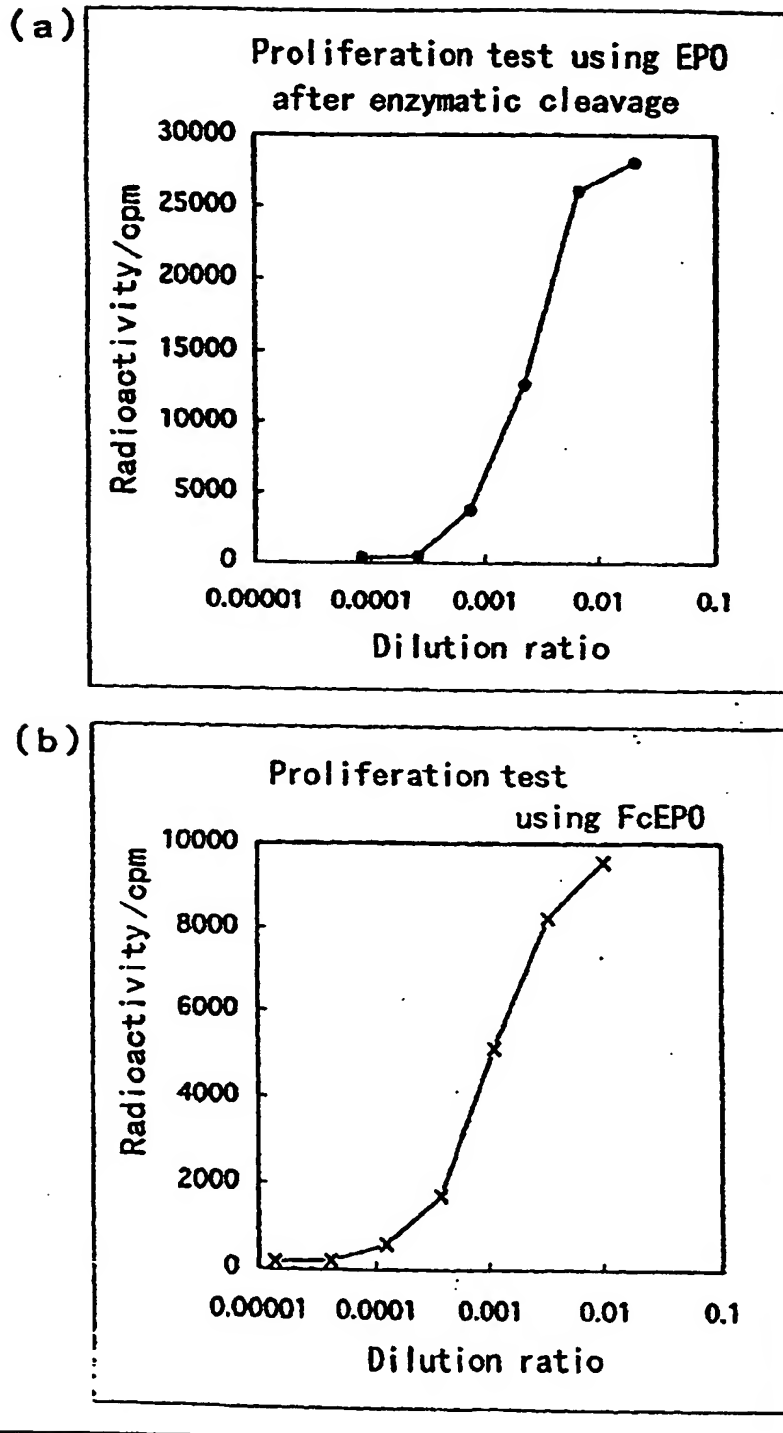 (a)
Proliferation test using EPO
after enzymatic cleavage
30000
25000
20000
15000
10000
5000
0
Radioactivity/cpm
0.00001 0.0001 0.001 0.01 0.1
Dilution ratio
(b)
Proliferation test
using FcEPO
10000
8000
6000
4000
2000
0
Radioactivity/cpm
0.00001 0.0001 0.001 0.01 0.1
Dilution ratio